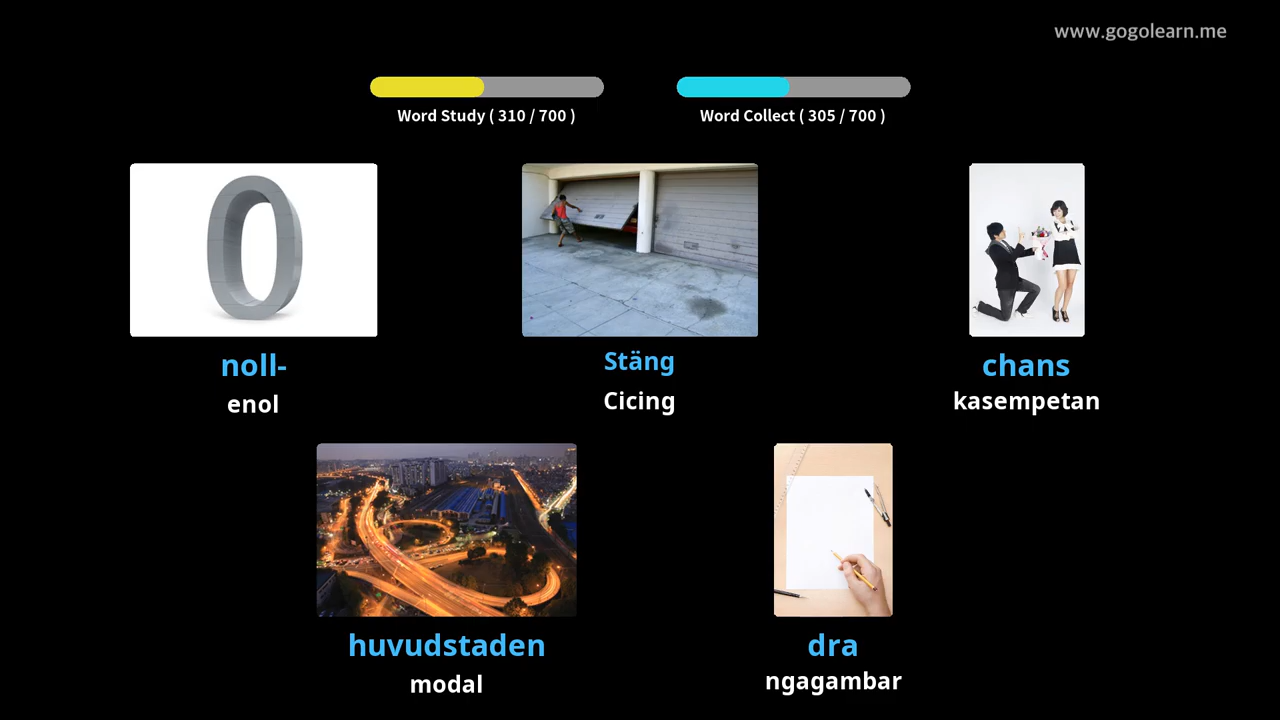 www.gogolearn.me
Word Study ( 310 / 700 )
Word Collect ( 305 / 700 )
0
noll-
enol
Stäng
Cicing
chans
kasempetan
huvudstaden
modal
dra
ngagambar